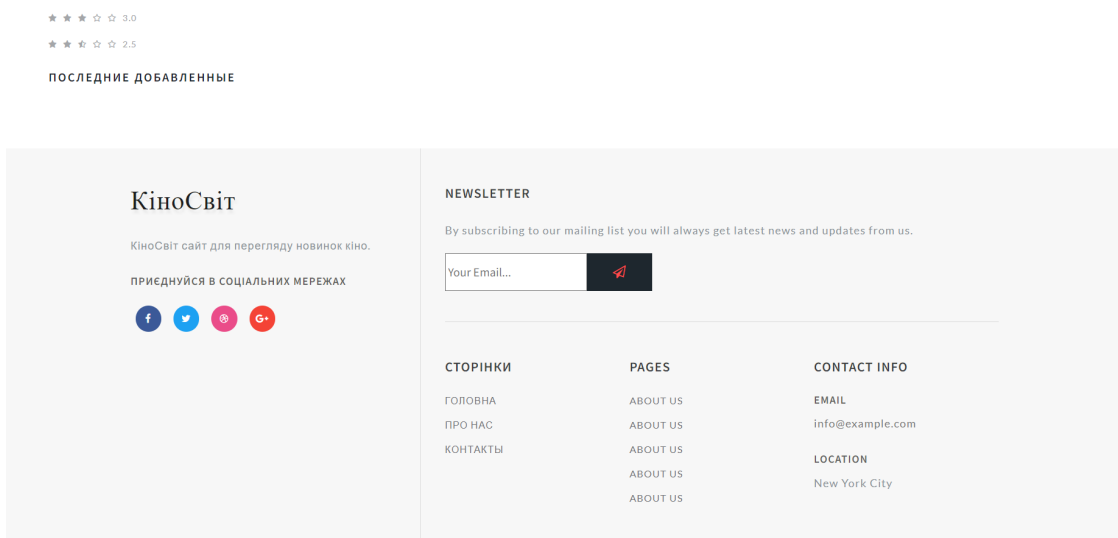 3.0
2.5
ПОСЛЕДНИЕ ДОБАВЛЕННЫЕ
КіноСвіт
КіноСвіт сайт для перегляду новинок кіно.
ПРИЄДНУЙСЯ В СОЦІАЛЬНИХ МЕРЕЖАХ
NEWSLETTER
By subscribing to our mailing list you will always get latest news and updates from us.
Your Email...
СТОРІНКИ
ГОЛОВНА
ПРО НАС
КОНТАКТЫ
PAGES
ABOUT US
ABOUT US
ABOUT US
ABOUT US
ABOUT US
CONTACT INFO
EMAIL
info@example.com
LOCATION
New York City